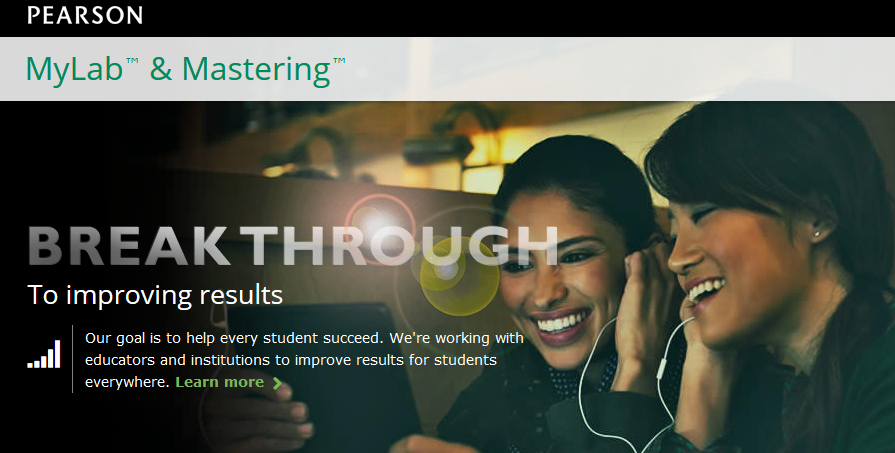 PEARSON
MyLab™ & Mastering™
BREAKTHROUGH
To improving results
Our goal is to help every student succeed. We're working with
educators and institutions to improve results for students
everywhere. Learn more